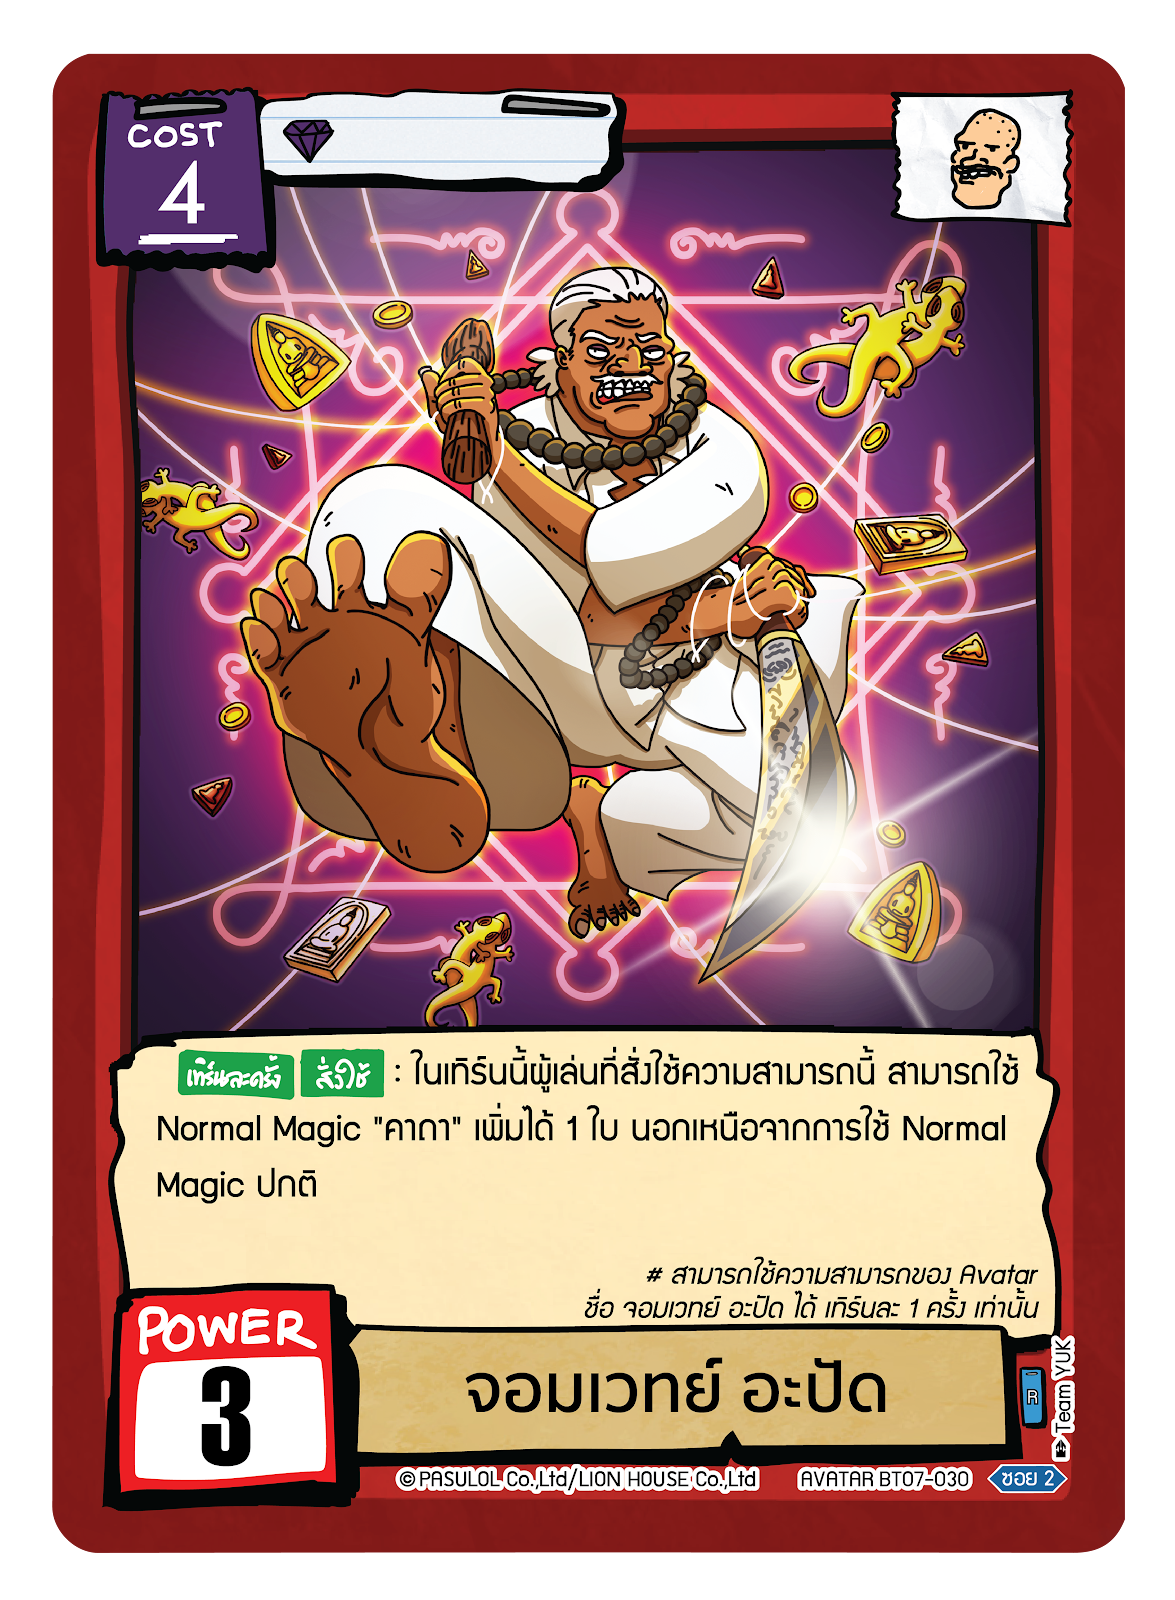 COST
4
เทิร์นละครั้ง สั่งใช้ : ในเทิร์นนี้ผู้เล่นที่สั่งใช้ความสามารถนี้ สามารถใช้
Normal Magic "คาถา" เพิ่มได้ 1 ใบ นอกเหนือจากการใช้ Normal
Magic ปกติ
# สามารถใช้ความสามารถของ Avatar
ชื่อ จอมเวทย์ อะปัด ได้ เทิร์นละ 1 ครั้ง เท่านั้น
POWER
3
จอมเวทย์ อะปัด
R
Team YUK
© PASULOL Co.,Ltd/LION HOUSE Co.,Ltd AVATAR BT07-030 ซอย 2